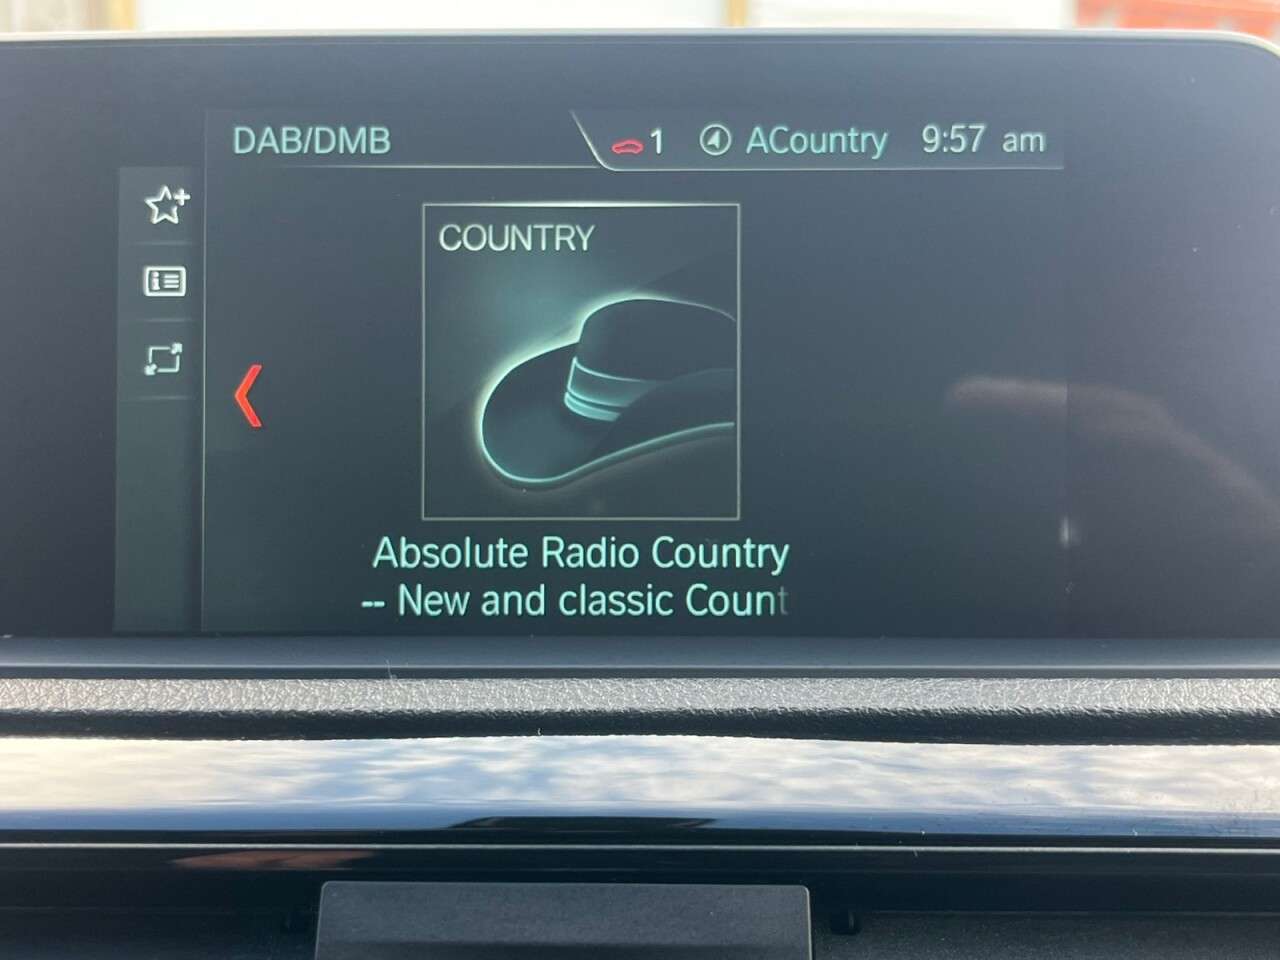 DAB/DMB
1 ACountry 9:57 am
COUNTRY
Absolute Radio Country
-- New and classic Count